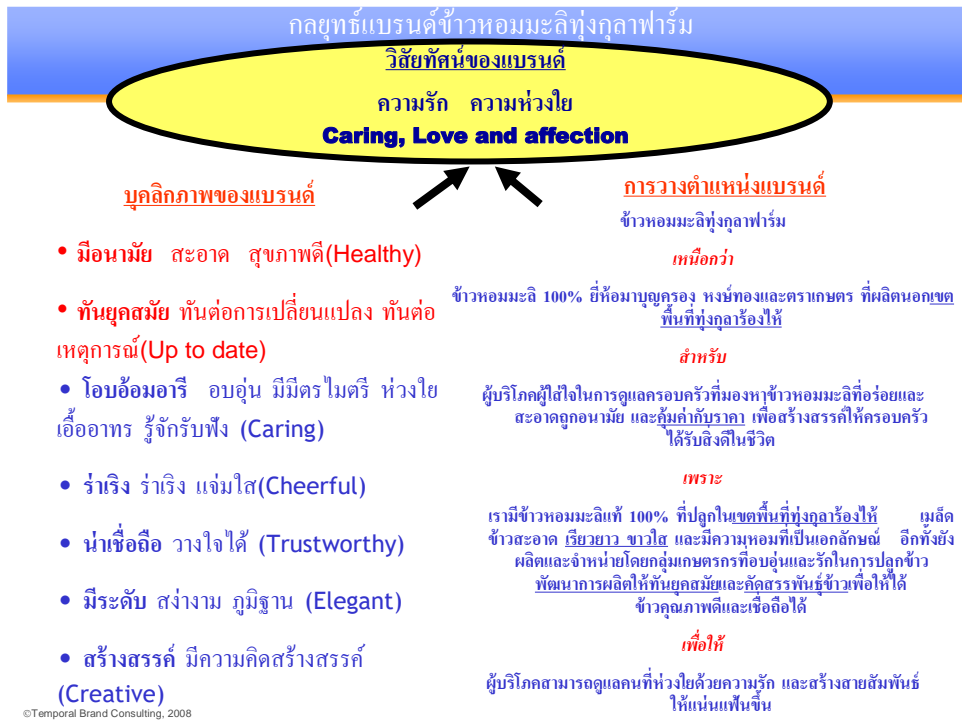 กลยุทธ์แบรนด์ข้าวหอมมะลิทุ่งกุลาฟาร์ม
วิสัยทัศน์ของแบรนด์
ความรัก ความห่วงใย
Caring, Love and affection
บุคลิกภาพของแบรนด์
• มีอนามัย สะอาด สุขภาพดี(Healthy)
• ทันยุคสมัย ทันต่อการเปลี่ยนแปลง ทันต่อ
เหตุการณ์(Up to date)
• โอบอ้อมอารี อบอุ่น มีมีตรไมตรี ห่วงใย
เอื้ออาทร รู้จักรับฟัง (Caring)
• ร่าเริง ร่าเริง แจ่มใส(Cheerful)
• น่าเชื่อถือ วางใจได้ (Trustworthy)
• มีระดับ สง่างาม ภูมิฐาน (Elegant)
• สร้างสรรค์ มีความคิดสร้างสรรค์
(Creative)
©Temporal Brand Consulting, 2008
การวางตำแหน่งแบรนด์
ข้าวหอมมะลิทุ่งกุลาฟาร์ม
เหนือกว่า
ข้าวหอมมะลิ 100% ยี่ห้อมาบุญครอง หงษ์ทองและตราเกษตร ที่ผลิตนอกเขต
พื้นที่ทุ่งกุลาร้องไห้
สำหรับ
ผู้บริโภคผู้ใส่ใจในการดูแลครอบครัวที่มองหาข้าวหอมมะลิที่อร่อยและ
สะอาดถูกอนามัย และคุ้มค่ากับราคา เพื่อสร้างสรรค์ให้ครอบครัว
ได้รับสิ่งดีในชีวิต
เพราะ
เรามีข้าวหอมมะลิแท้ 100% ที่ปลูกในเขตพื้นที่ทุ่งกุลาร้องไห้ เมล็ด
ข้าวสะอาด เรียวยาว ขาวใส และมีความหอมที่เป็นเอกลักษณ์ อีกทั้งยัง
ผลิตและจำหน่ายโดยกลุ่มเกษตรกรที่อบอุ่นและรักในการปลูกข้าว
พัฒนาการผลิตให้ทันยุคสมัยและคัดสรรพันธุ์ข้าวเพื่อให้ได้
ข้าวคุณภาพดีและเชื่อถือได้
เพื่อให้
ผู้บริโภคสามารถดูแลคนที่ห่วงใยด้วยความรัก และสร้างสายสัมพันธ์
ให้แน่นแฟ้นขึ้น